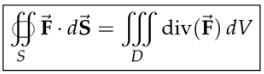 ∯_S F⃗ · dS⃗ = ∭_D div(F⃗) dV